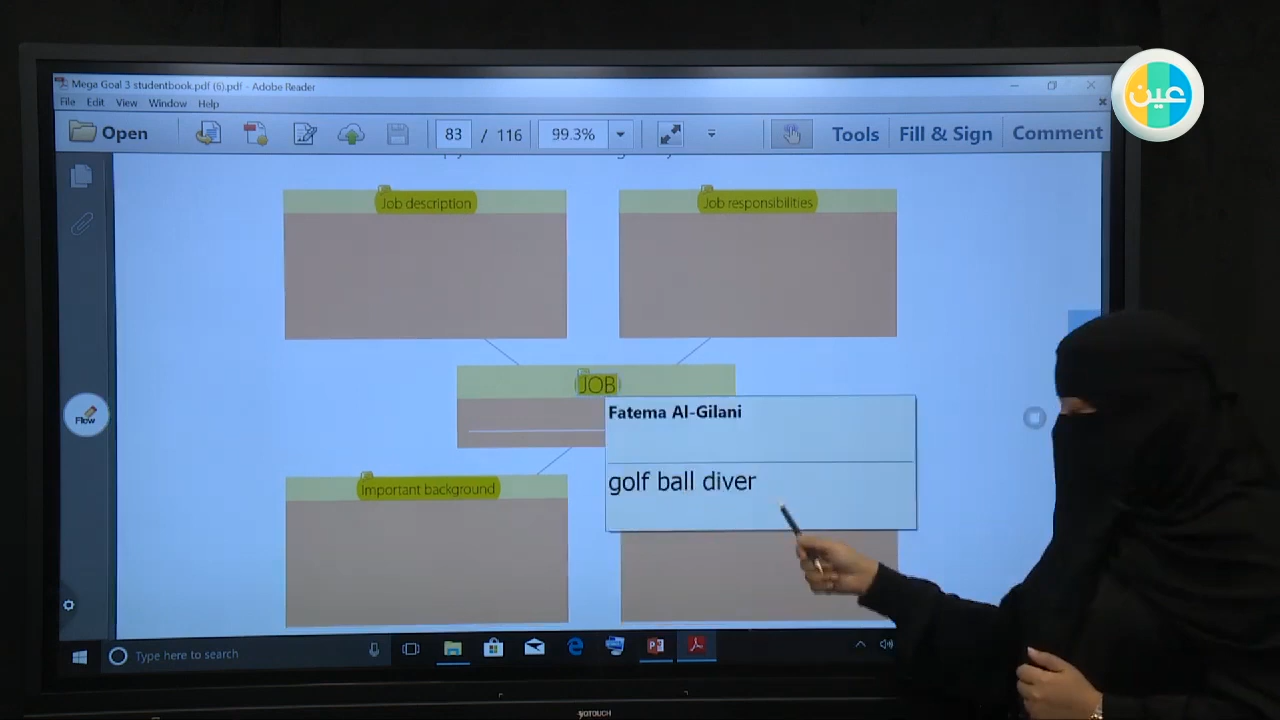 Mega Goal 3 studentbook.pdf (6).pdf - Adobe Reader
عين
File Edit View Window Help
Open 83 / 116 99.3% Tools Fill & Sign Comment
Job description
Job responsibilities
JOB
Fatema Al-Gilani
golf ball diver
Flow
Important background
Type here to search